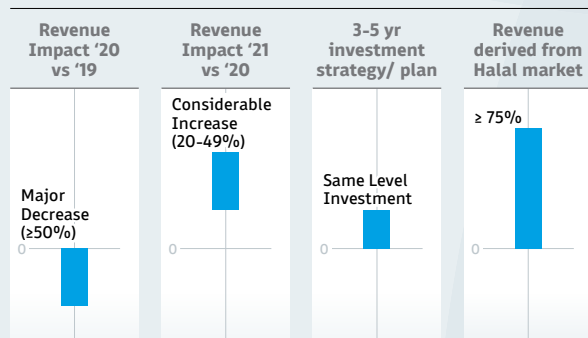 Revenue
Impact ‘20
vs ‘19
Revenue
Impact ‘21
vs ‘20
3-5 yr
investment
strategy/ plan
Revenue
derived from
Halal market
Major
Decrease
(≥50%)
0
Considerable
Increase
(20-49%)
0
Same Level
Investment
0
≥ 75%
0